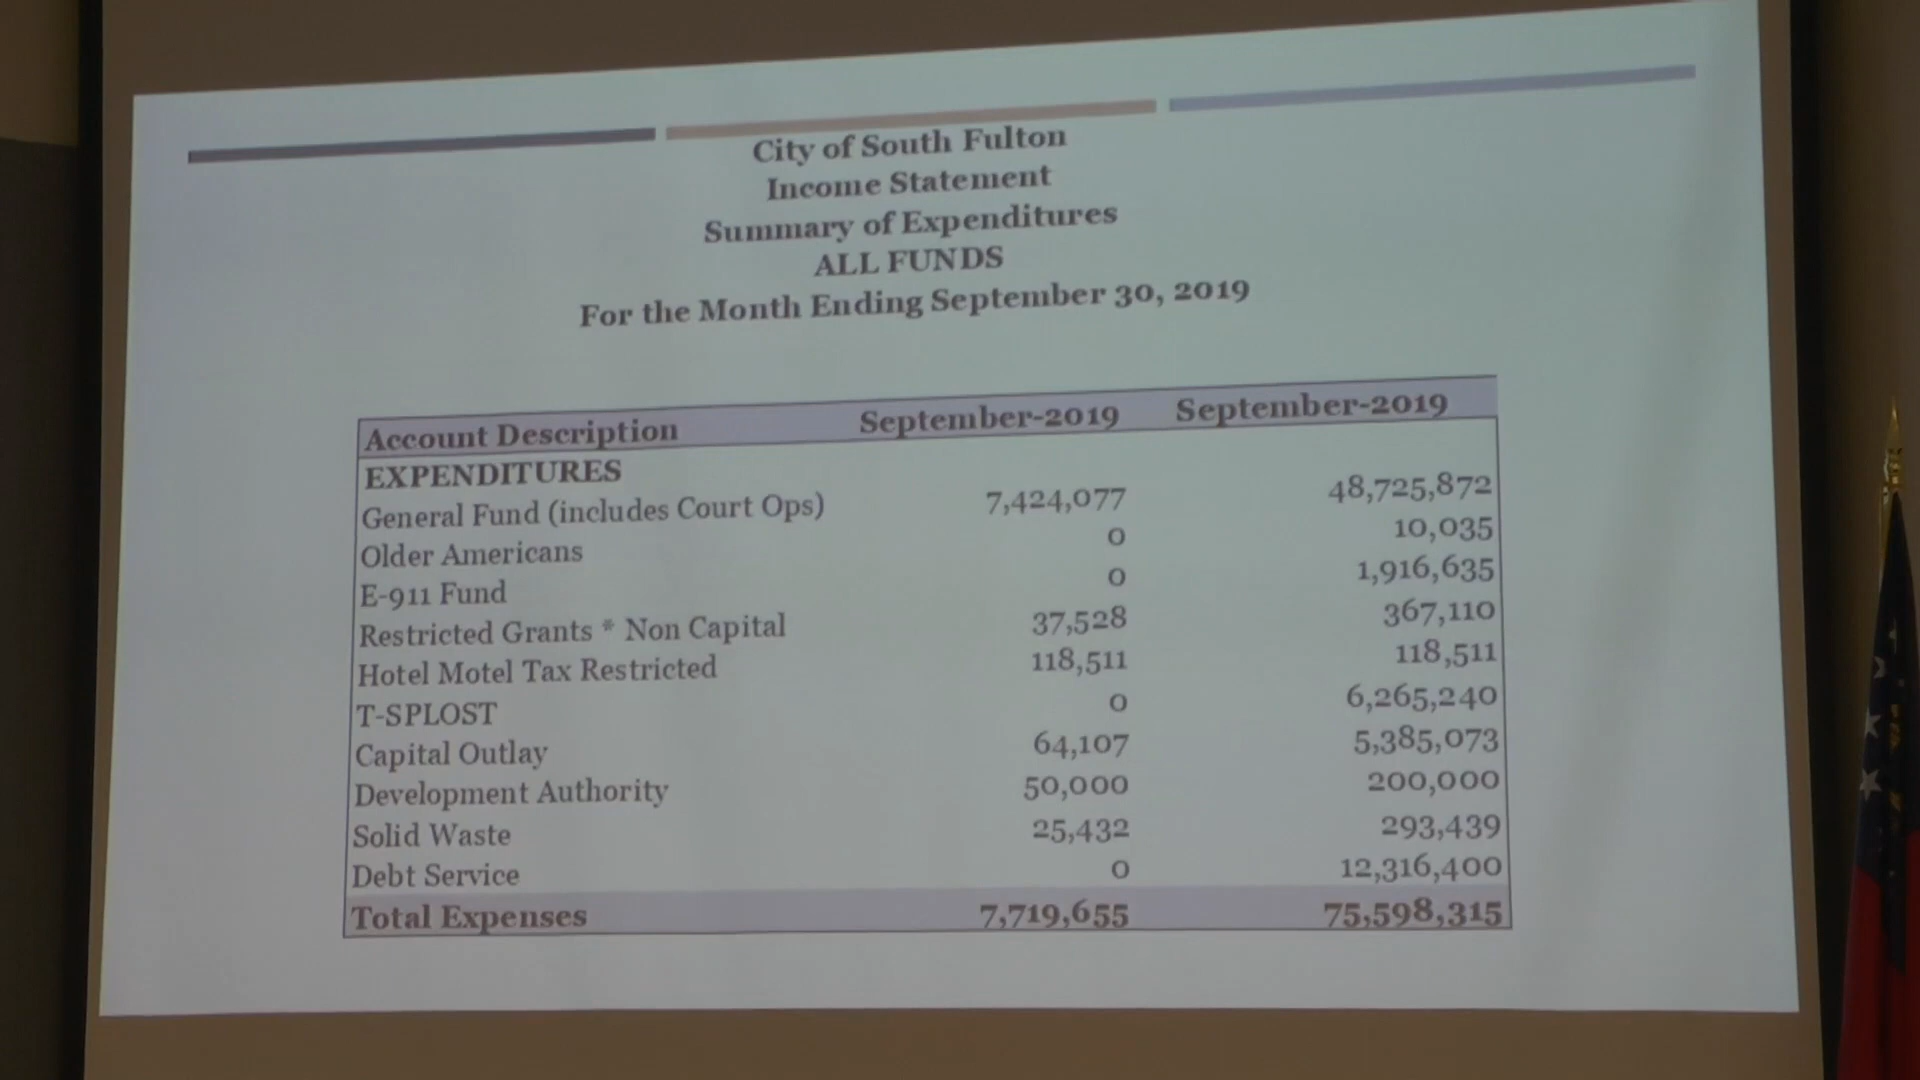 City of South Fulton
Income Statement
Summary of Expenditures
ALL FUNDS
For the Month Ending September 30, 2019
Account Description September-2019 September-2019
EXPENDITURES
General Fund (includes Court Ops) 7,424,077 48,725,872
Older Americans 0 10,035
E-911 Fund 0 1,916,635
Restricted Grants * Non Capital 37,528 367,110
Hotel Motel Tax Restricted 118,511 118,511
T-SPLOST 0 6,265,240
Capital Outlay 64,107 5,385,073
Development Authority 50,000 200,000
Solid Waste 25,432 293,439
Debt Service 0 12,316,400
Total Expenses 7,719,655 75,598,315